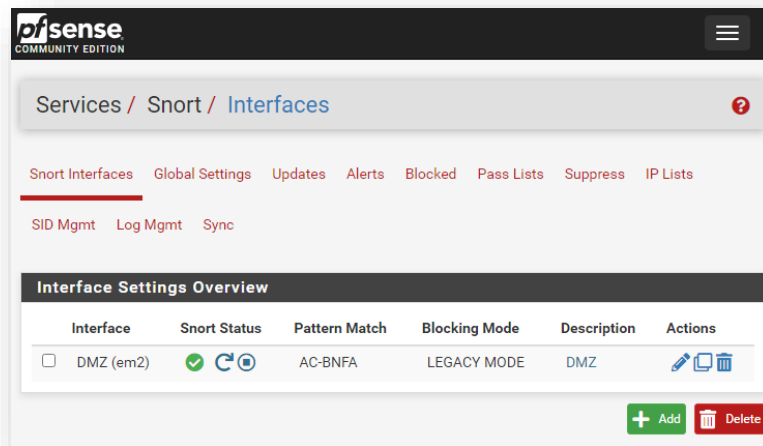 pfsense
COMMUNITY EDITION
Services / Snort / Interfaces
Snort Interfaces Global Settings Updates Alerts Blocked Pass Lists Suppress IP Lists
SID Mgmt Log Mgmt Sync
Interface Settings Overview
Interface Snort Status Pattern Match Blocking Mode Description Actions
DMZ (em2) AC-BNFA LEGACY MODE DMZ
Add Delete